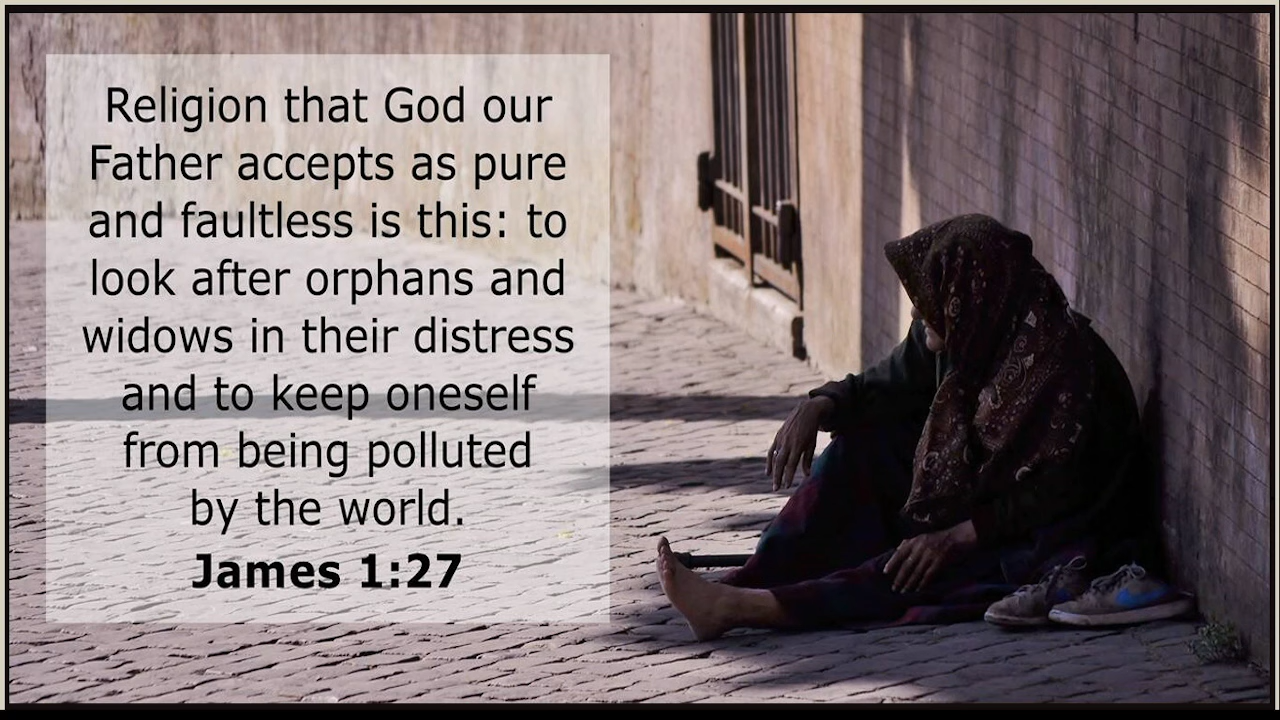 Religion that God our
Father accepts as pure
and faultless is this: to
look after orphans and
widows in their distress
and to keep oneself
from being polluted
by the world.
James 1:27